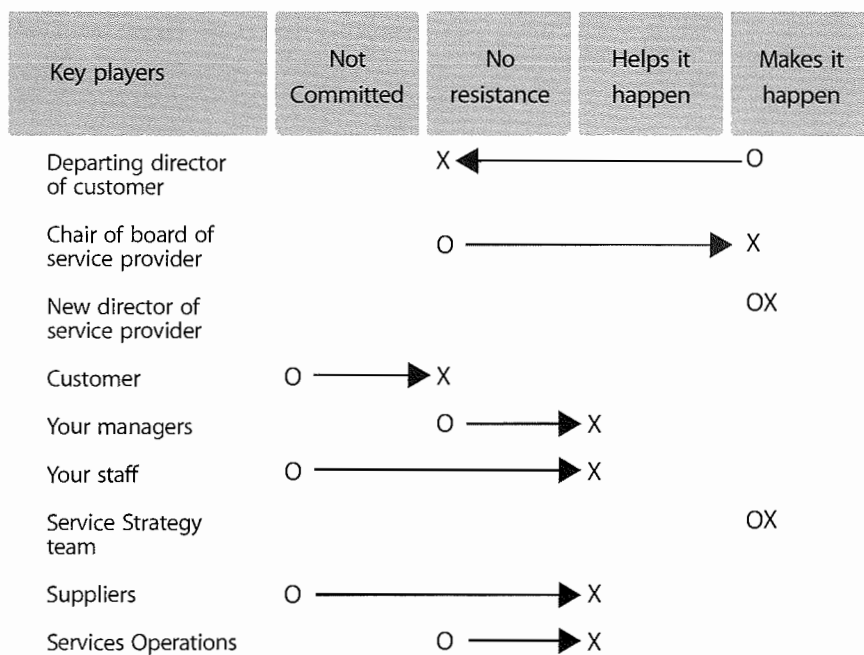 Key players
Not
Committed
No
resistance
Helps it
happen
Makes it
happen
Departing director
of customer
X O
Chair of board of
service provider
O X
New director of
service provider
OX
Customer
O X
Your managers
O X
Your staff
O X
Service Strategy
team
OX
Suppliers
O X
Services Operations
O X